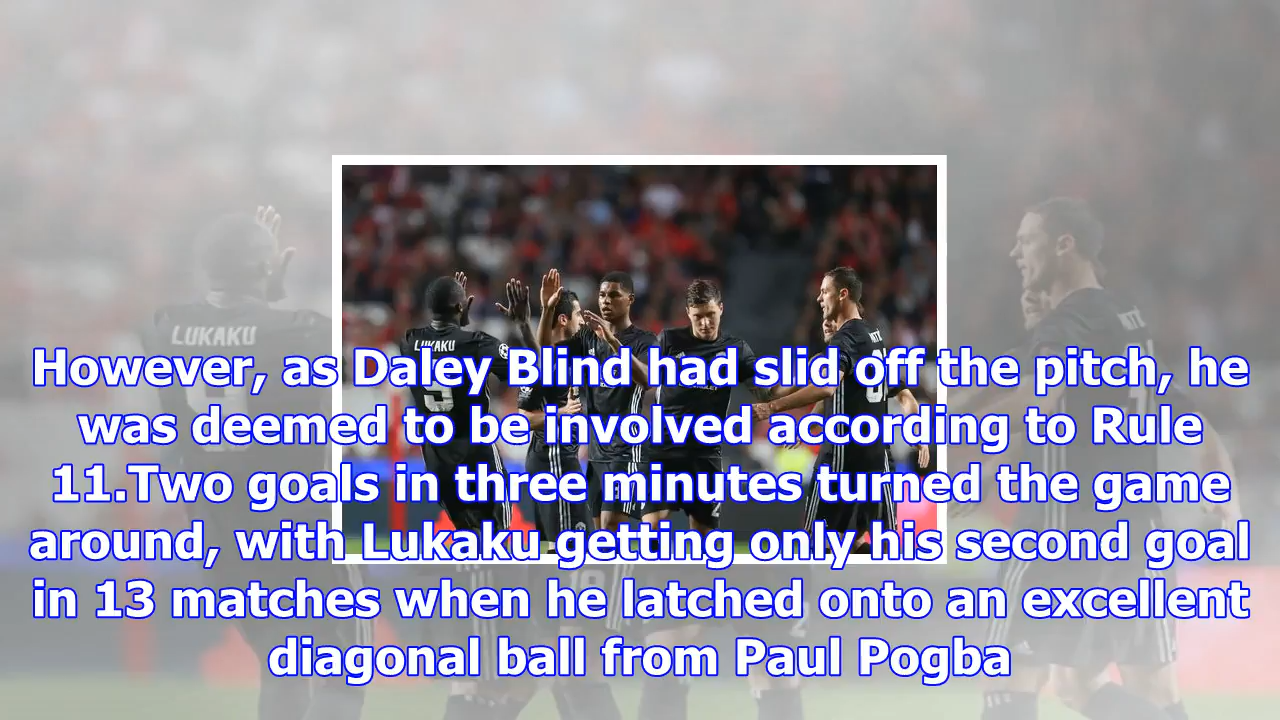 LUKAKU
LUKAKU
However, as Daley Blind had slid off the pitch, he
was deemed to be involved according to Rule
11.Two goals in three minutes turned the game
around, with Lukaku getting only his second goal
in 13 matches when he latched onto an excellent
diagonal ball from Paul Pogba